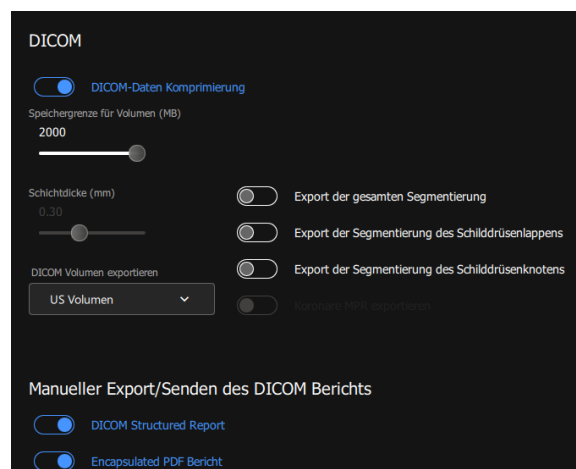 DICOM
DICOM-Daten Komprimierung
Speichergrenze für Volumen (MB)
2000
Schichtdicke (mm)
0.30
Export der gesamten Segmentierung
Export der Segmentierung des Schilddrüsenlappens
DICOM Volumen exportieren
Export der Segmentierung des Schilddrüsenknotens
US Volumen
Koronare MPR exportieren
Manueller Export/Senden des DICOM Berichts
DICOM Structured Report
Encapsulated PDF Bericht